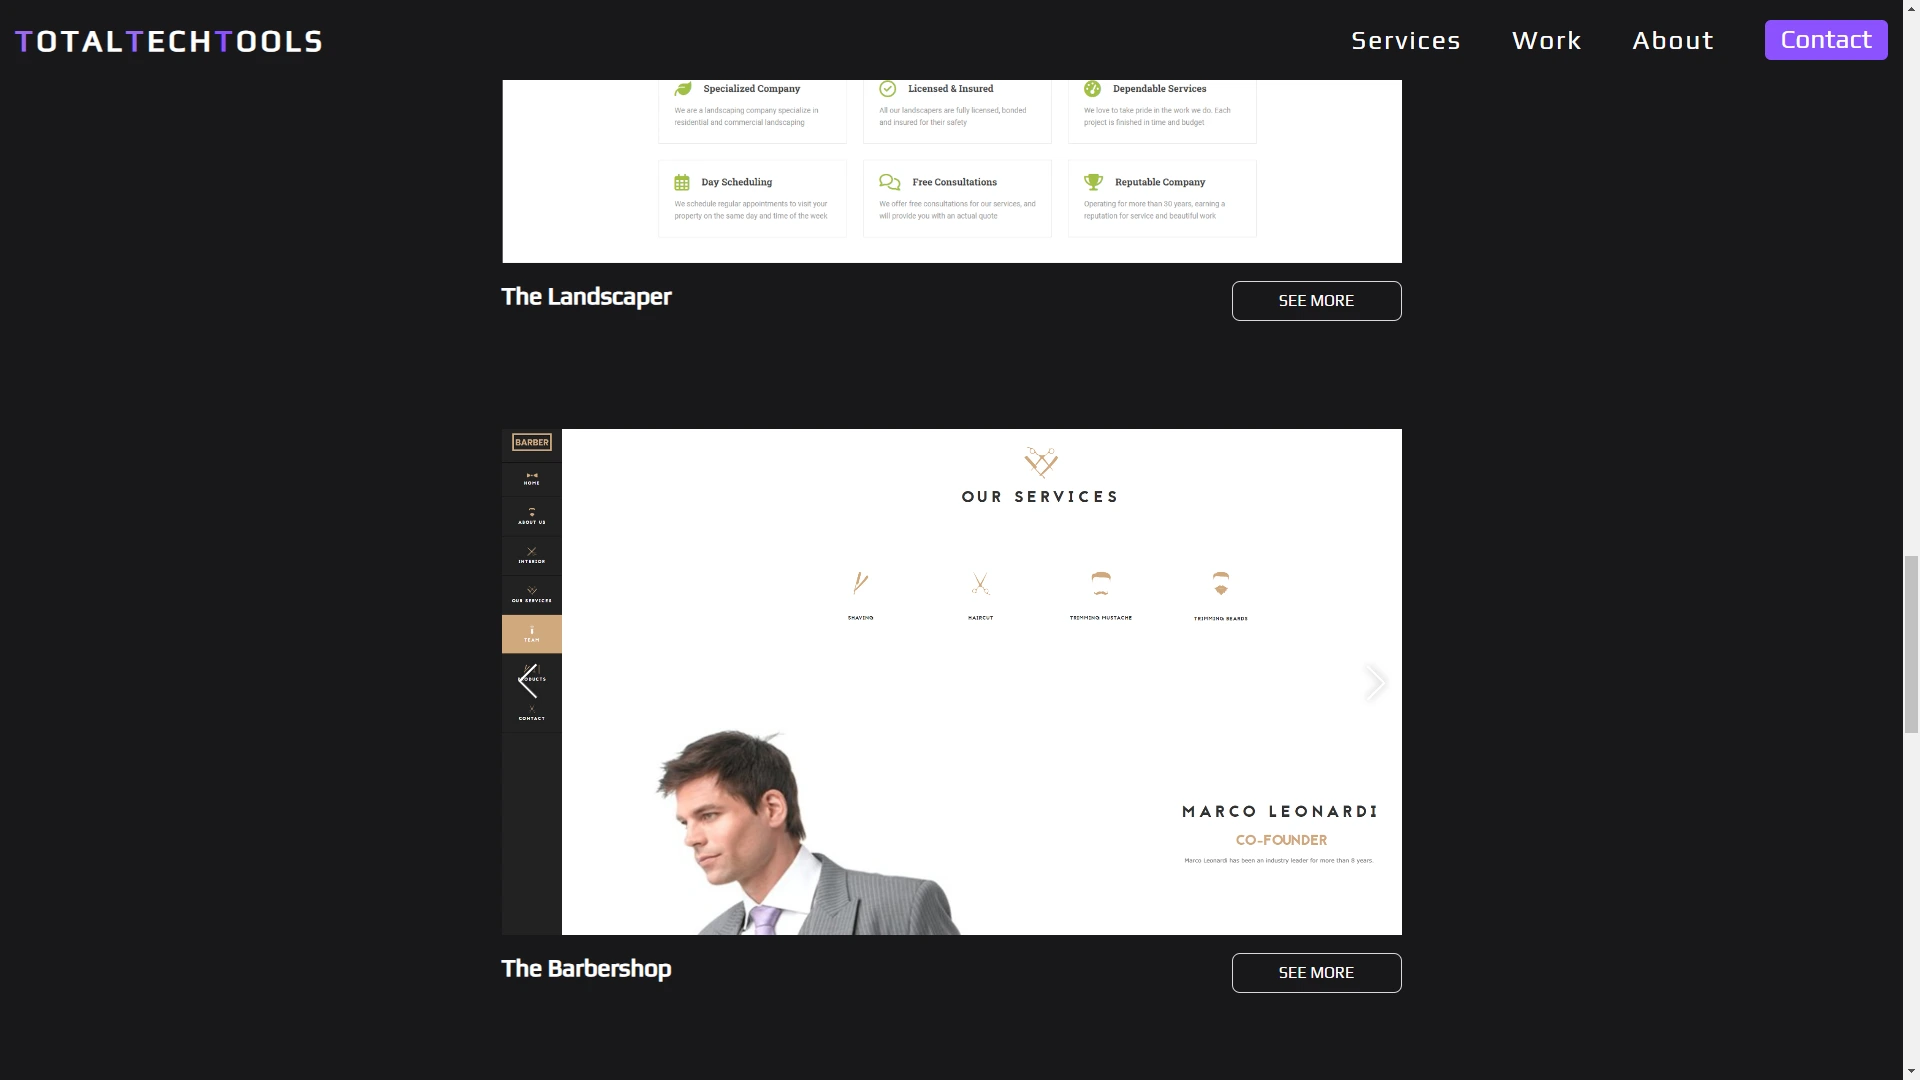 TOTALTECHTOOLS
Services Work About Contact
Specialized Company
We are a landscaping company specialize in
residential and commercial landscaping
Licensed & Insured
All our landscapers are fully licensed, bonded
and insured for their safety
Dependable Services
We love to take pride in the work we do. Each
project is finished in time and budget
Day Scheduling
We schedule regular appointments to visit your
property on the same day and time of the week
Free Consultations
We offer free consultations for our services, and
will provide you with an actual quote
Reputable Company
Operating for more than 30 years, earning a
reputation for service and beautiful work
The Landscaper
SEE MORE
BARBER
HOME
ABOUT US
INTERIOR
OUR SERVICES
TEAM
PRODUCTS
CONTACT
OUR SERVICES
SHAVING
HAIRCUT
TRIMMING MUSTACHE
TRIMMING BEARDS
MARCO LEONARDI
CO-FOUNDER
Marco Leonardi has been an industry leader for more than 8 years.
The Barbershop
SEE MORE